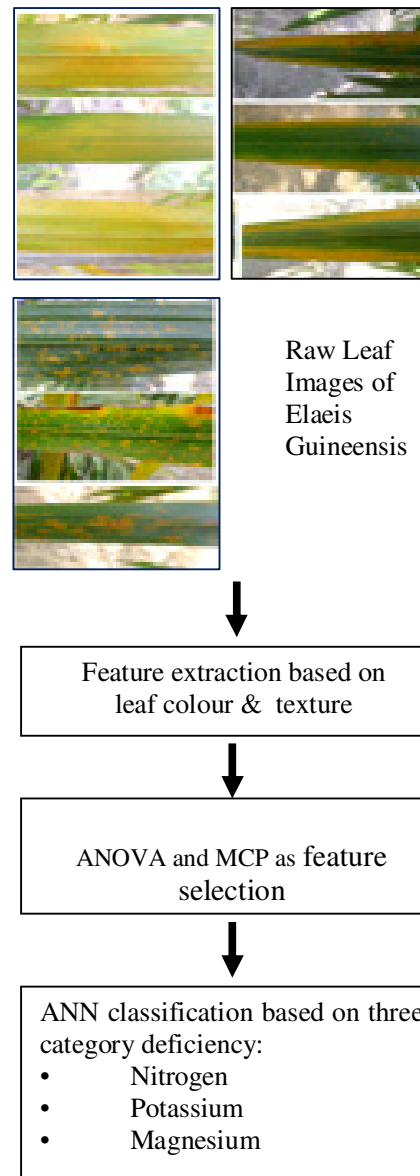 Raw Leaf
Images of
Elaeis
Guineensis
Feature extraction based on
leaf colour & texture
ANOVA and MCP as feature
selection
ANN classification based on three
category deficiency:
• Nitrogen
• Potassium
• Magnesium